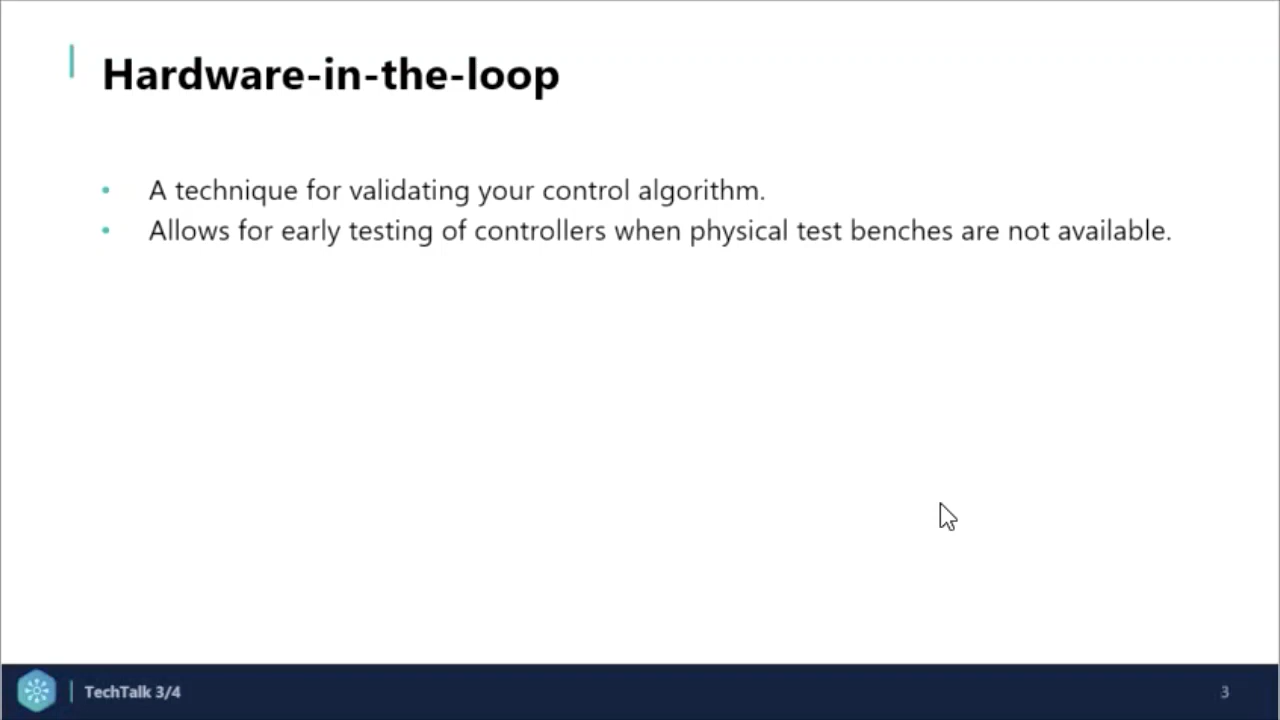 Hardware-in-the-loop
• A technique for validating your control algorithm.
• Allows for early testing of controllers when physical test benches are not available.
TechTalk 3/4
3